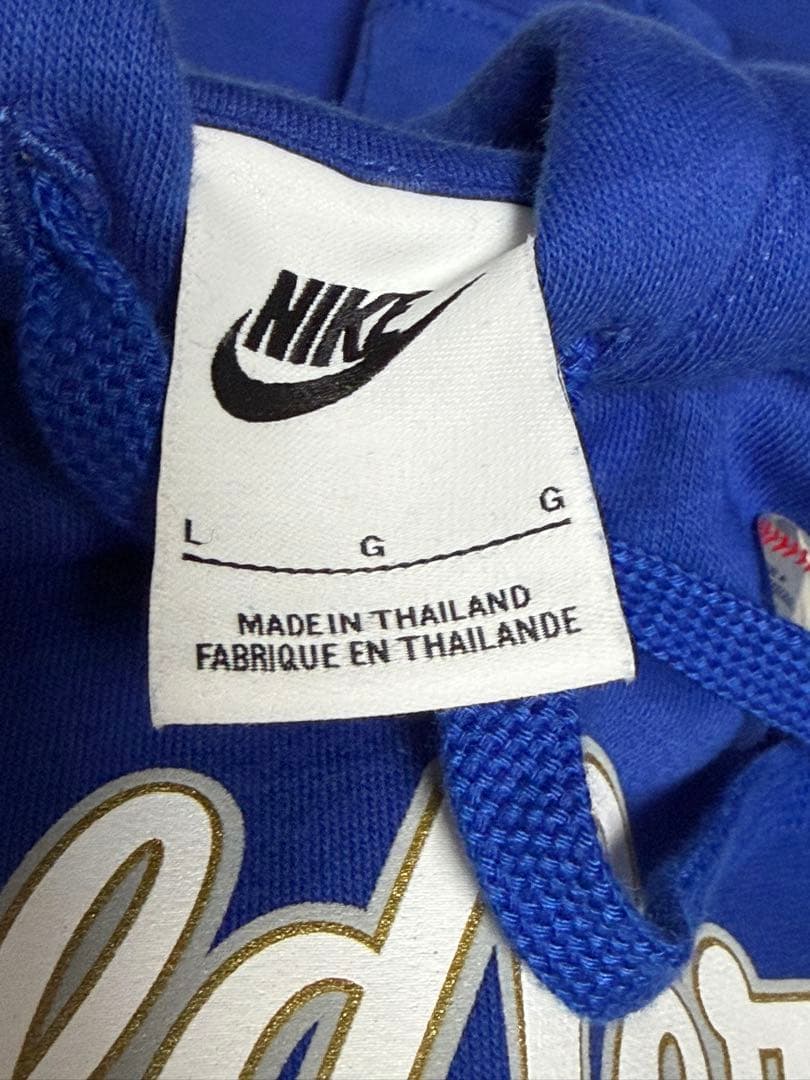 NIKE
L G G
MADE IN THAILAND
FABRIQUE EN THAILANDE